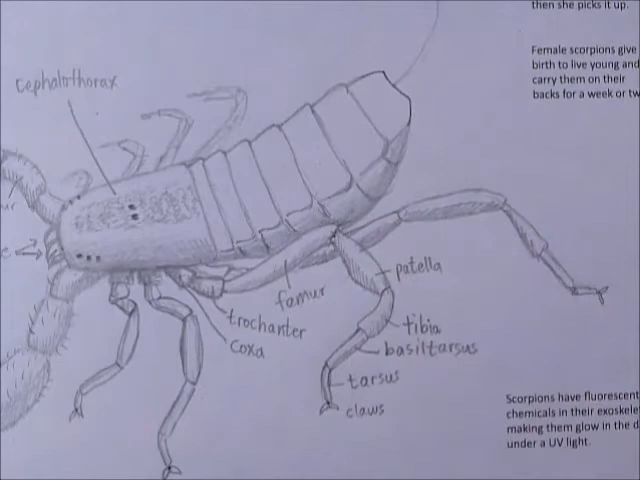 then she picks it up.
Female scorpions give
birth to live young and
carry them on their
backs for a week or tw
cephalothorax
patella
famur
trochanter
tibia
coxa
basiltarsus
tarsus
claws
Scorpions have fluorescent
chemicals in their exoskele
making them glow in the d
under a UV light.